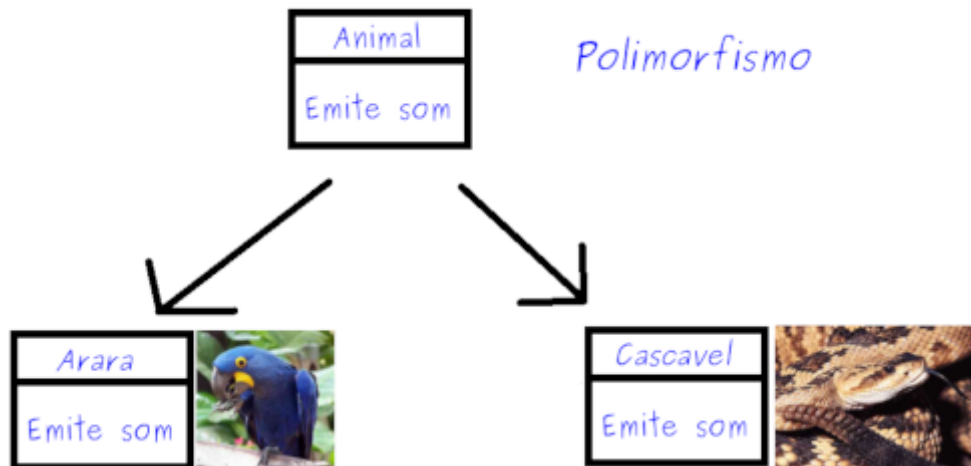 Animal
Polimorfismo
Emite som
Arara
Emite som
Cascavel
Emite som